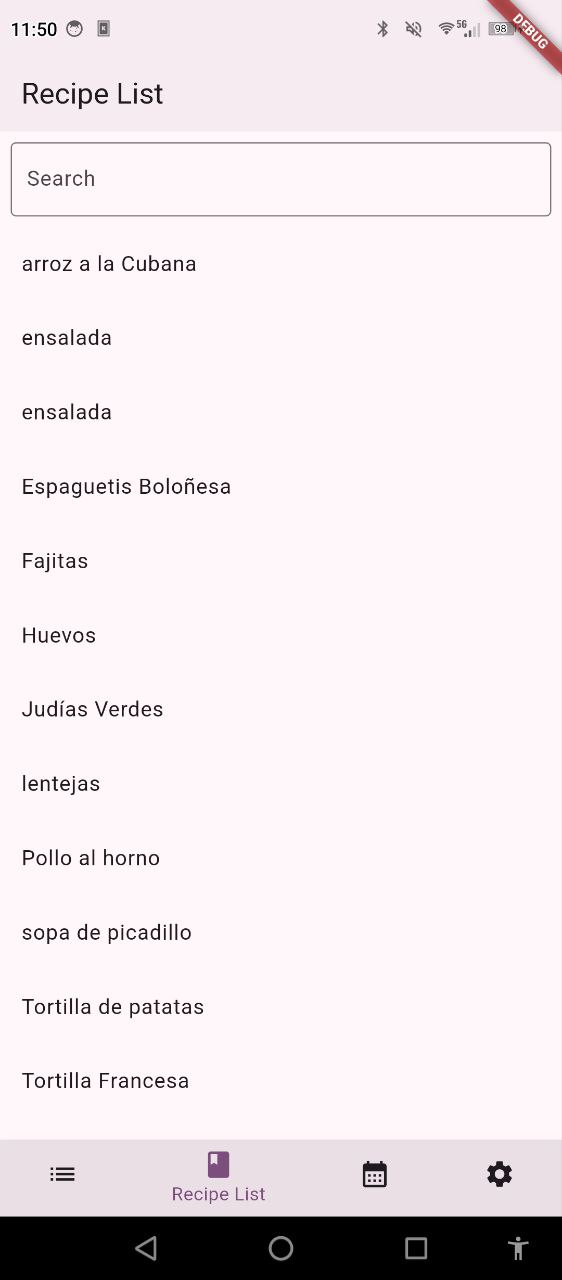 11:50
5G
98
DEBUG
Recipe List
Search
arroz a la Cubana
ensalada
ensalada
Espaguetis Boloñesa
Fajitas
Huevos
Judías Verdes
lentejas
Pollo al horno
sopa de picadillo
Tortilla de patatas
Tortilla Francesa
Recipe List